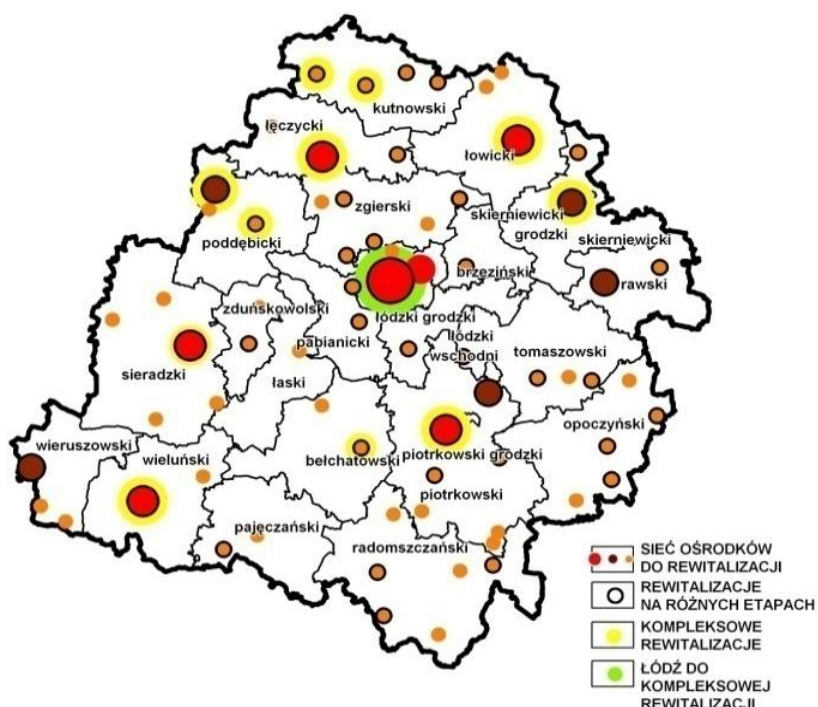 kutnowski
łęczycki
łowicki
zgierski
skierniewicki
grodzki
skierniewicki
poddębicki
brzeziński
rawski
zduńskowolski
łódzki grodzki
pabianicki
łódzki
wschodni
tomaszowski
sieradzki
łaski
opoczyński
wieruszowski
wieluński
bełchatowski
piotrkowski grodzki
piotrkowski
pajęczański
radomszczański
SIEĆ OŚRODKÓW
DO REWITALIZACJI
REWITALIZACJE
NA RÓŻNYCH ETAPACH
KOMPLEKSOWE
REWITALIZACJE
ŁÓDŹ DO
KOMPLEKSOWEJ
REWITALIZACJI